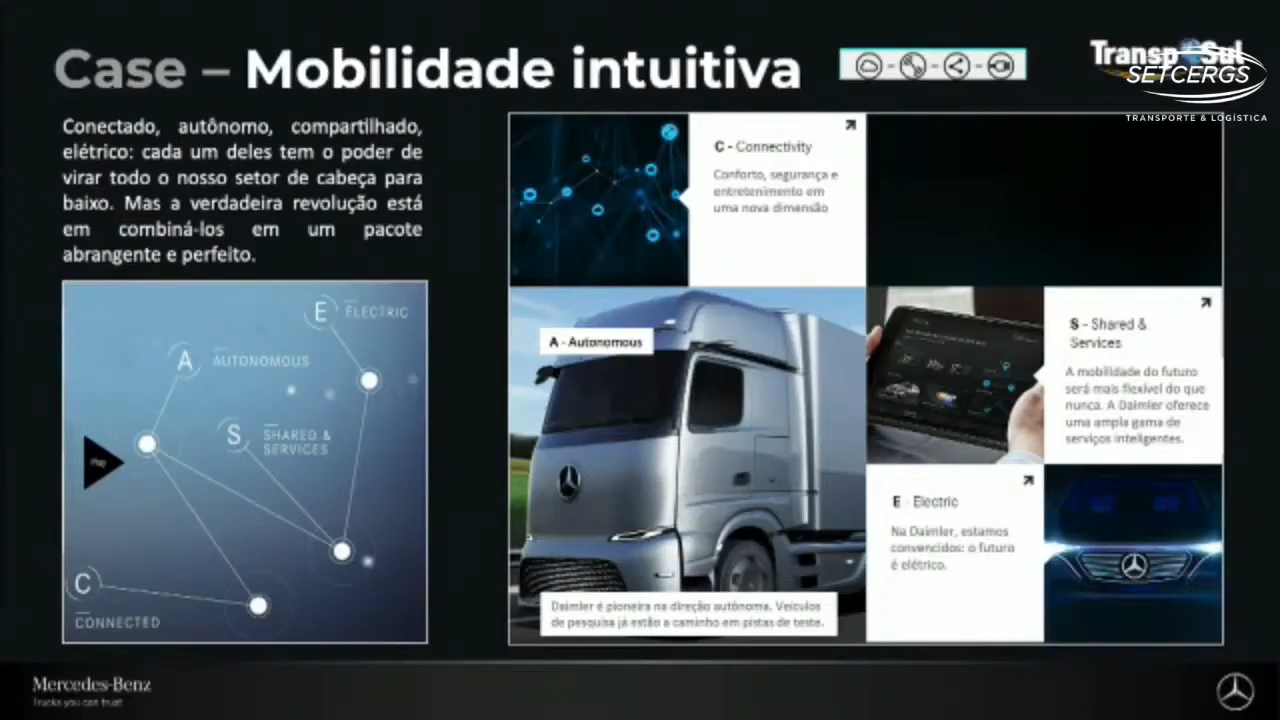 Case – Mobilidade intuitiva
Transp Sul
SETCERGS
TRANSPORTE & LOGÍSTICA
Conectado, autônomo, compartilhado,
elétrico: cada um deles tem o poder de
virar todo o nosso setor de cabeça para
baixo. Mas a verdadeira revolução está
em combiná-los em um pacote
abrangente e perfeito.
E ELECTRIC
A AUTONOMOUS
S SHARED &
SERVICES
C
CONNECTED
C - Connectivity
Conforto, segurança e
entretenimento em
uma nova dimensão
A - Autonomous
Daimler é pioneira na direção autônoma. Veículos
de pesquisa já estão a caminho em pistas de teste.
S - Shared &
Services
A mobilidade do futuro
será mais flexível do que
nunca. A Daimler oferece
uma ampla gama de
serviços inteligentes.
E - Electric
Na Daimler, estamos
convencidos: o futuro
é elétrico.
Mercedes-Benz
Trucks you can trust